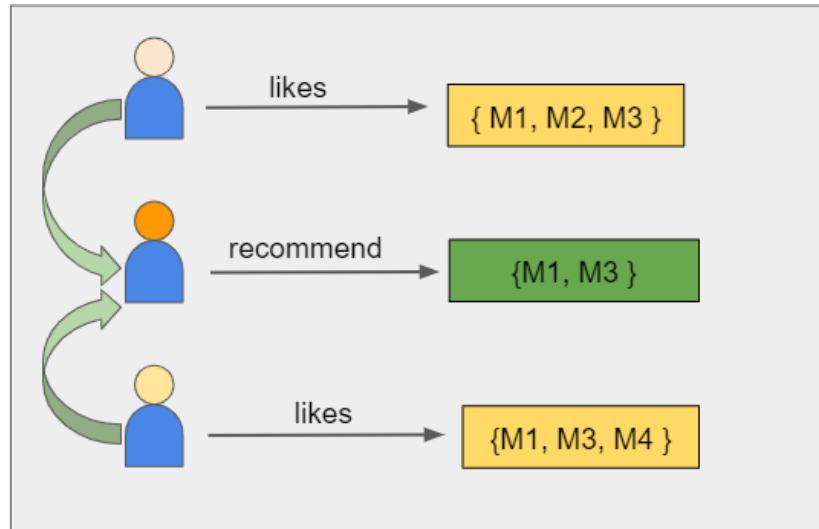 likes
{ M1, M2, M3 }
recommend
{M1, M3 }
likes
{M1, M3, M4 }